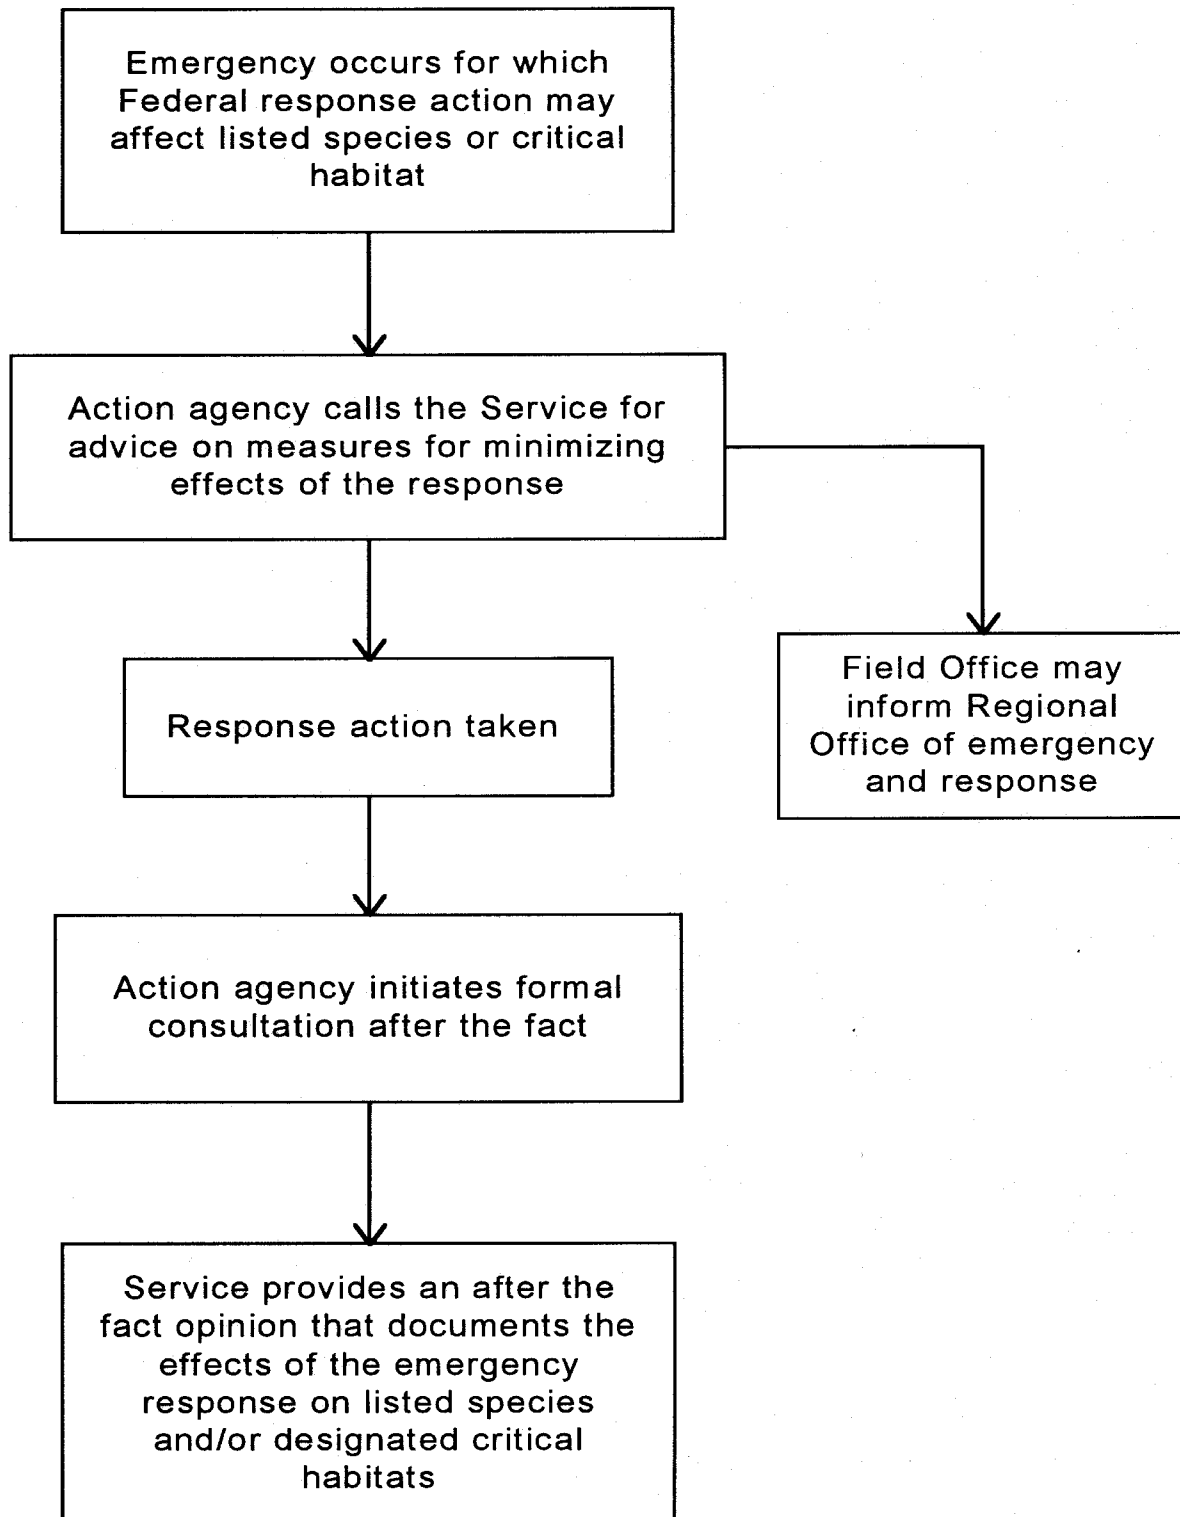 Emergency occurs for which
Federal response action may
affect listed species or critical
habitat
Action agency calls the Service for
advice on measures for minimizing
effects of the response
Response action taken
Field Office may
inform Regional
Office of emergency
and response
Action agency initiates formal
consultation after the fact
Service provides an after the
fact opinion that documents the
effects of the emergency
response on listed species
and/or designated critical
habitats